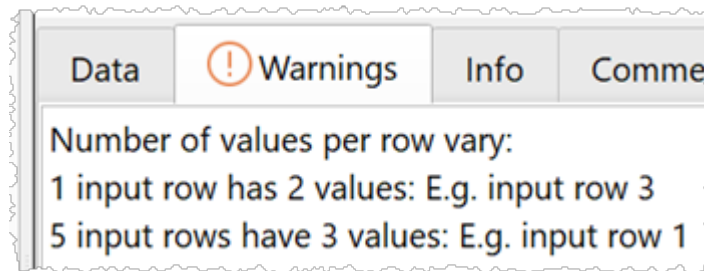 Data Warnings Info Comme
Number of values per row vary:
1 input row has 2 values: E.g. input row 3
5 input rows have 3 values: E.g. input row 1